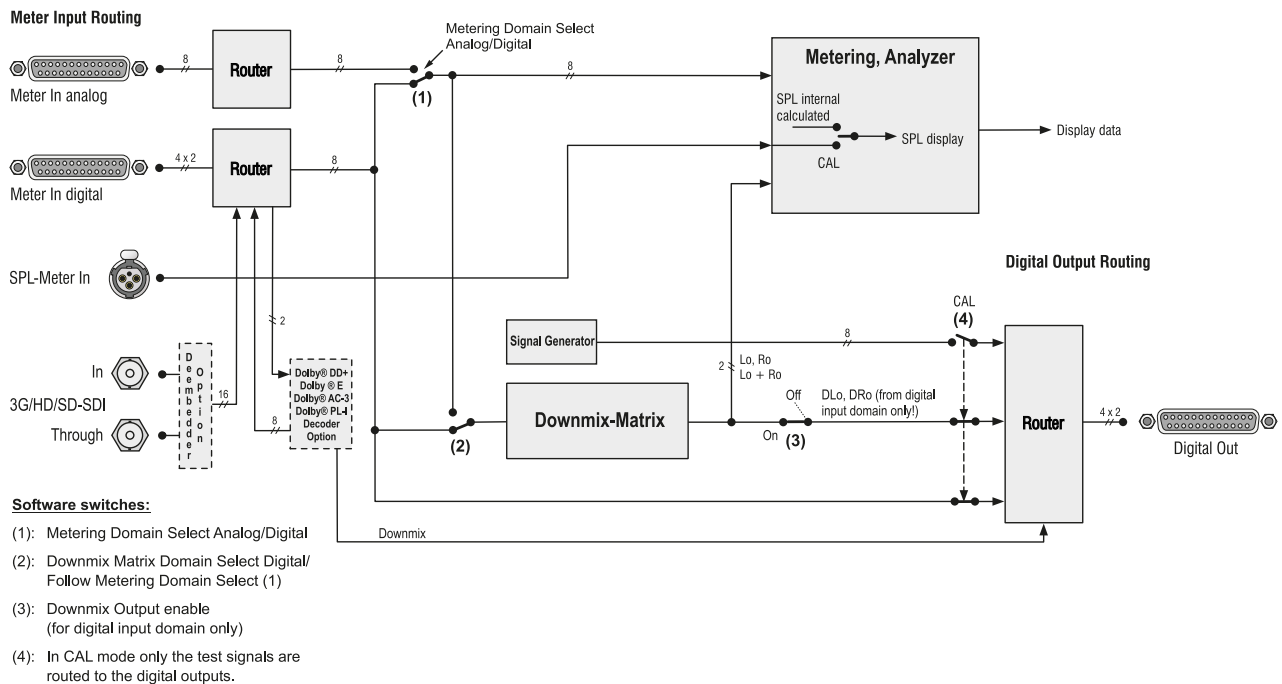 Meter Input Routing
Meter In analog
8
Router
8
Metering Domain Select
Analog/Digital
(1)
8
Metering, Analyzer
SPL internal
calculated
SPL display
CAL
Display data
Meter In digital
4 x 2
Router
8
SPL-Meter In
Digital Output Routing
In
3G/HD/SD-SDI
Through
Deembedder
Option
16
2
8
Dolby® DD+
Dolby ® E
Dolby® AC-3
Dolby® PL-I
Decoder
Option
Signal Generator
8
CAL
(4)
2
Lo, Ro
Lo + Ro
(2)
Downmix-Matrix
Off
On
(3)
DLo, DRo (from digital
input domain only!)
Router
4 x 2
Digital Out
Downmix
Software switches:
(1): Metering Domain Select Analog/Digital
(2): Downmix Matrix Domain Select Digital/
Follow Metering Domain Select (1)
(3): Downmix Output enable
(for digital input domain only)
(4): In CAL mode only the test signals are
routed to the digital outputs.